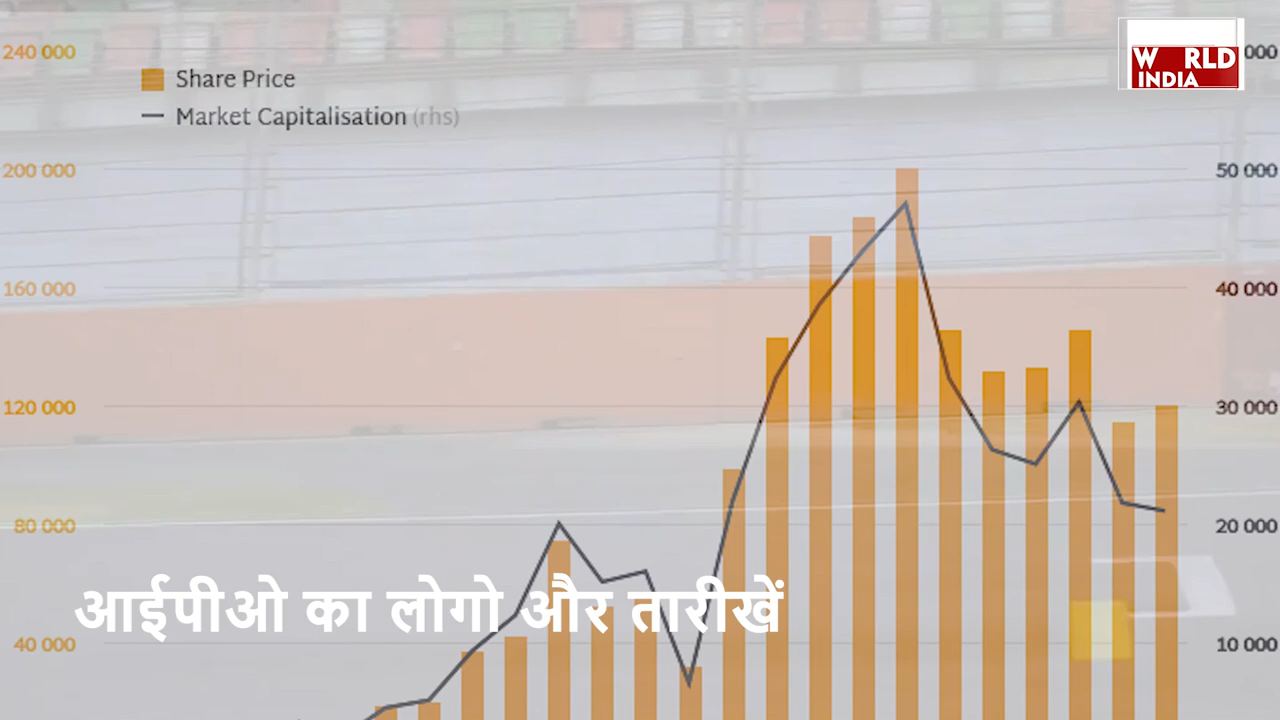 240 000
Share Price
Market Capitalisation (rhs)
W RLD
INDIA
000
200 000
50 000
160 000
40 000
120 000
30 000
80 000
20 000
आईपीओ का लोगो और तारीखें
40 000
10 000